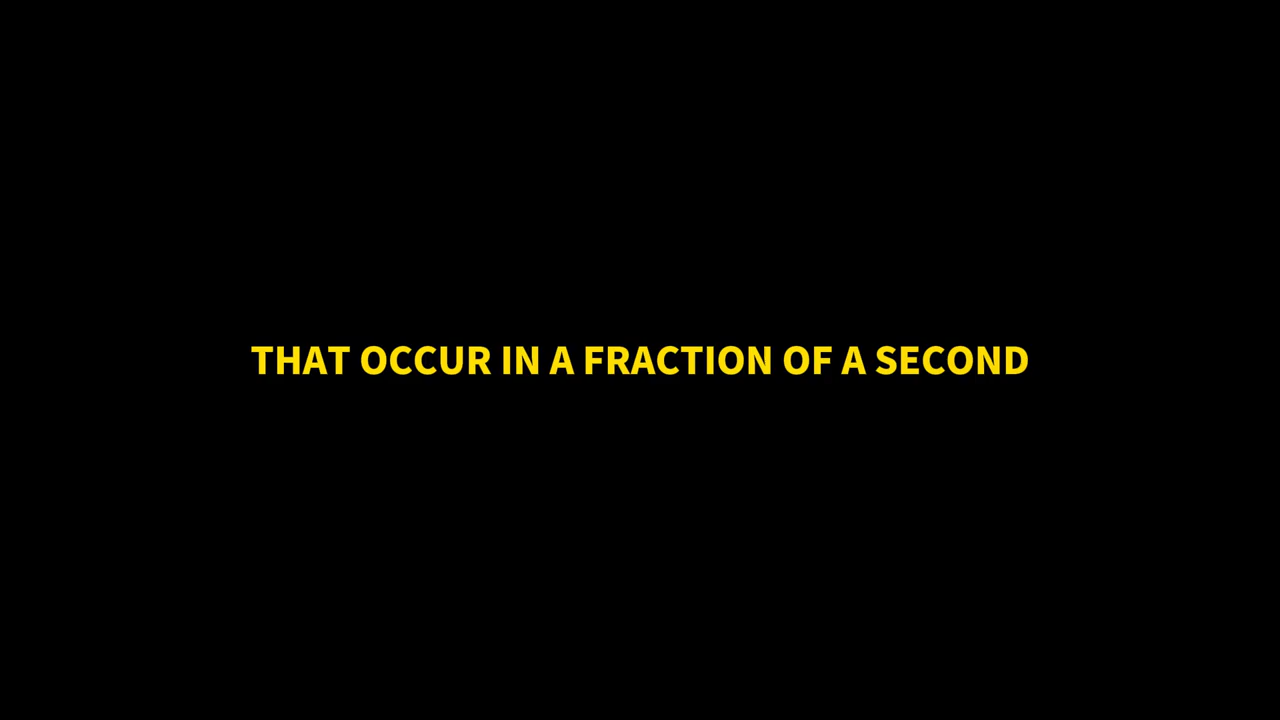 THAT OCCUR IN A FRACTION OF A SECOND